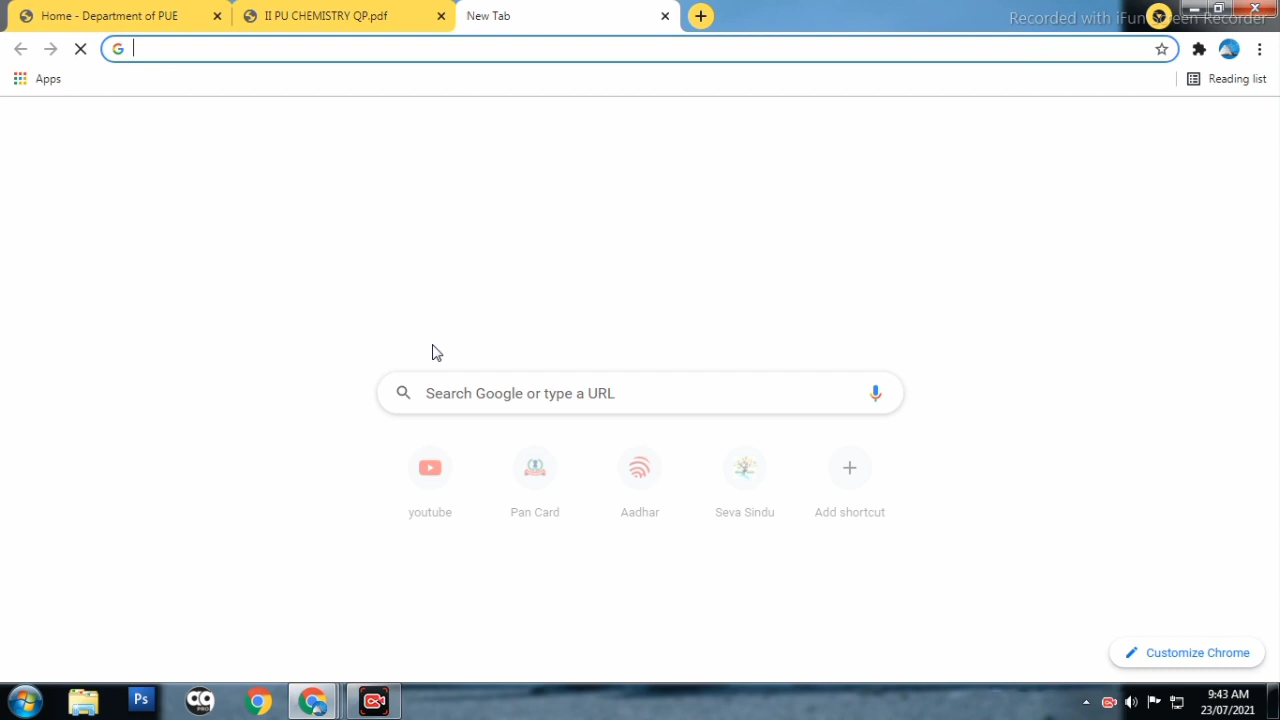 Home - Department of PUE
II PU CHEMISTRY QP.pdf
New Tab
Recorded with iFun Screen Recorder
Apps
Reading list
Search Google or type a URL
youtube
Pan Card
Aadhar
Seva Sindu
Add shortcut
Customize Chrome
Ps
PRO
9:43 AM
23/07/2021